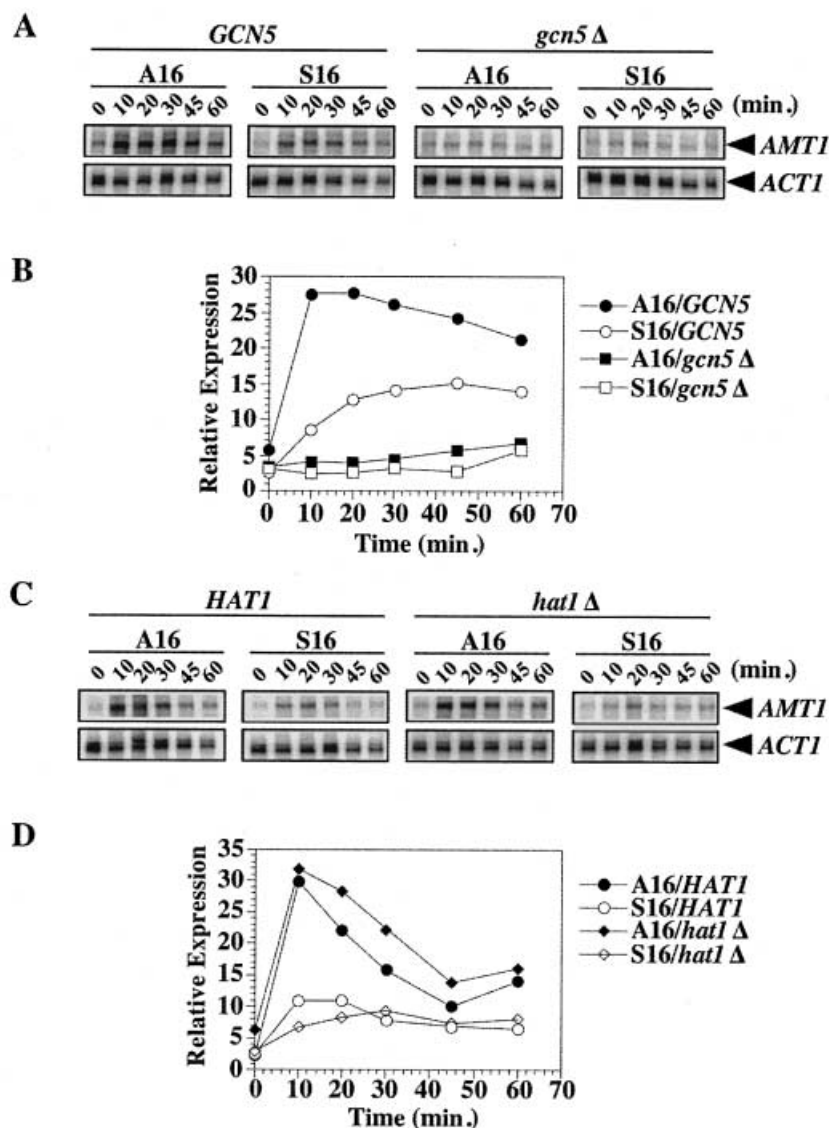 A
GCN5 gcn5 Δ
A16 S16 A16 S16
0 10 20 30 45 60 0 10 20 30 45 60 0 10 20 30 45 60 0 10 20 30 45 60 (min.)
AMT1
ACT1
B
30
25
20
15
10
5
0
Relative Expression
0 10 20 30 40 50 60 70
Time (min.)
A16/GCN5
S16/GCN5
A16/gcn5 Δ
S16/gcn5 Δ
C
HAT1 hat1 Δ
A16 S16 A16 S16
0 10 20 30 45 60 0 10 20 30 45 60 0 10 20 30 45 60 0 10 20 30 45 60 (min.)
AMT1
ACT1
D
35
30
25
20
15
10
5
0
Relative Expression
0 10 20 30 40 50 60 70
Time (min.)
A16/HAT1
S16/HAT1
A16/hat1 Δ
S16/hat1 Δ